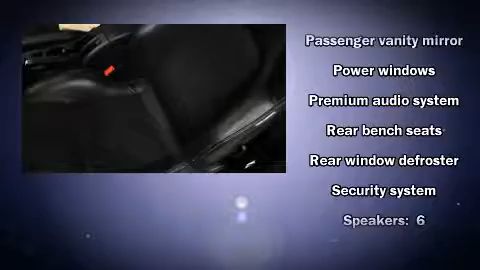 Passenger vanity mirror
Power windows
Premium audio system
Rear bench seats
Rear window defroster
Security system
Speakers: 6